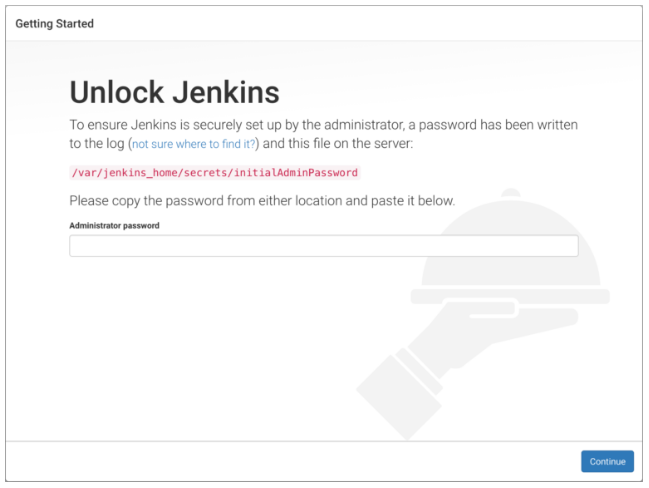 Getting Started
Unlock Jenkins
To ensure Jenkins is securely set up by the administrator, a password has been written
to the log (not sure where to find it?) and this file on the server:
/var/jenkins_home/secrets/initialAdminPassword
Please copy the password from either location and paste it below.
Administrator password
Continue